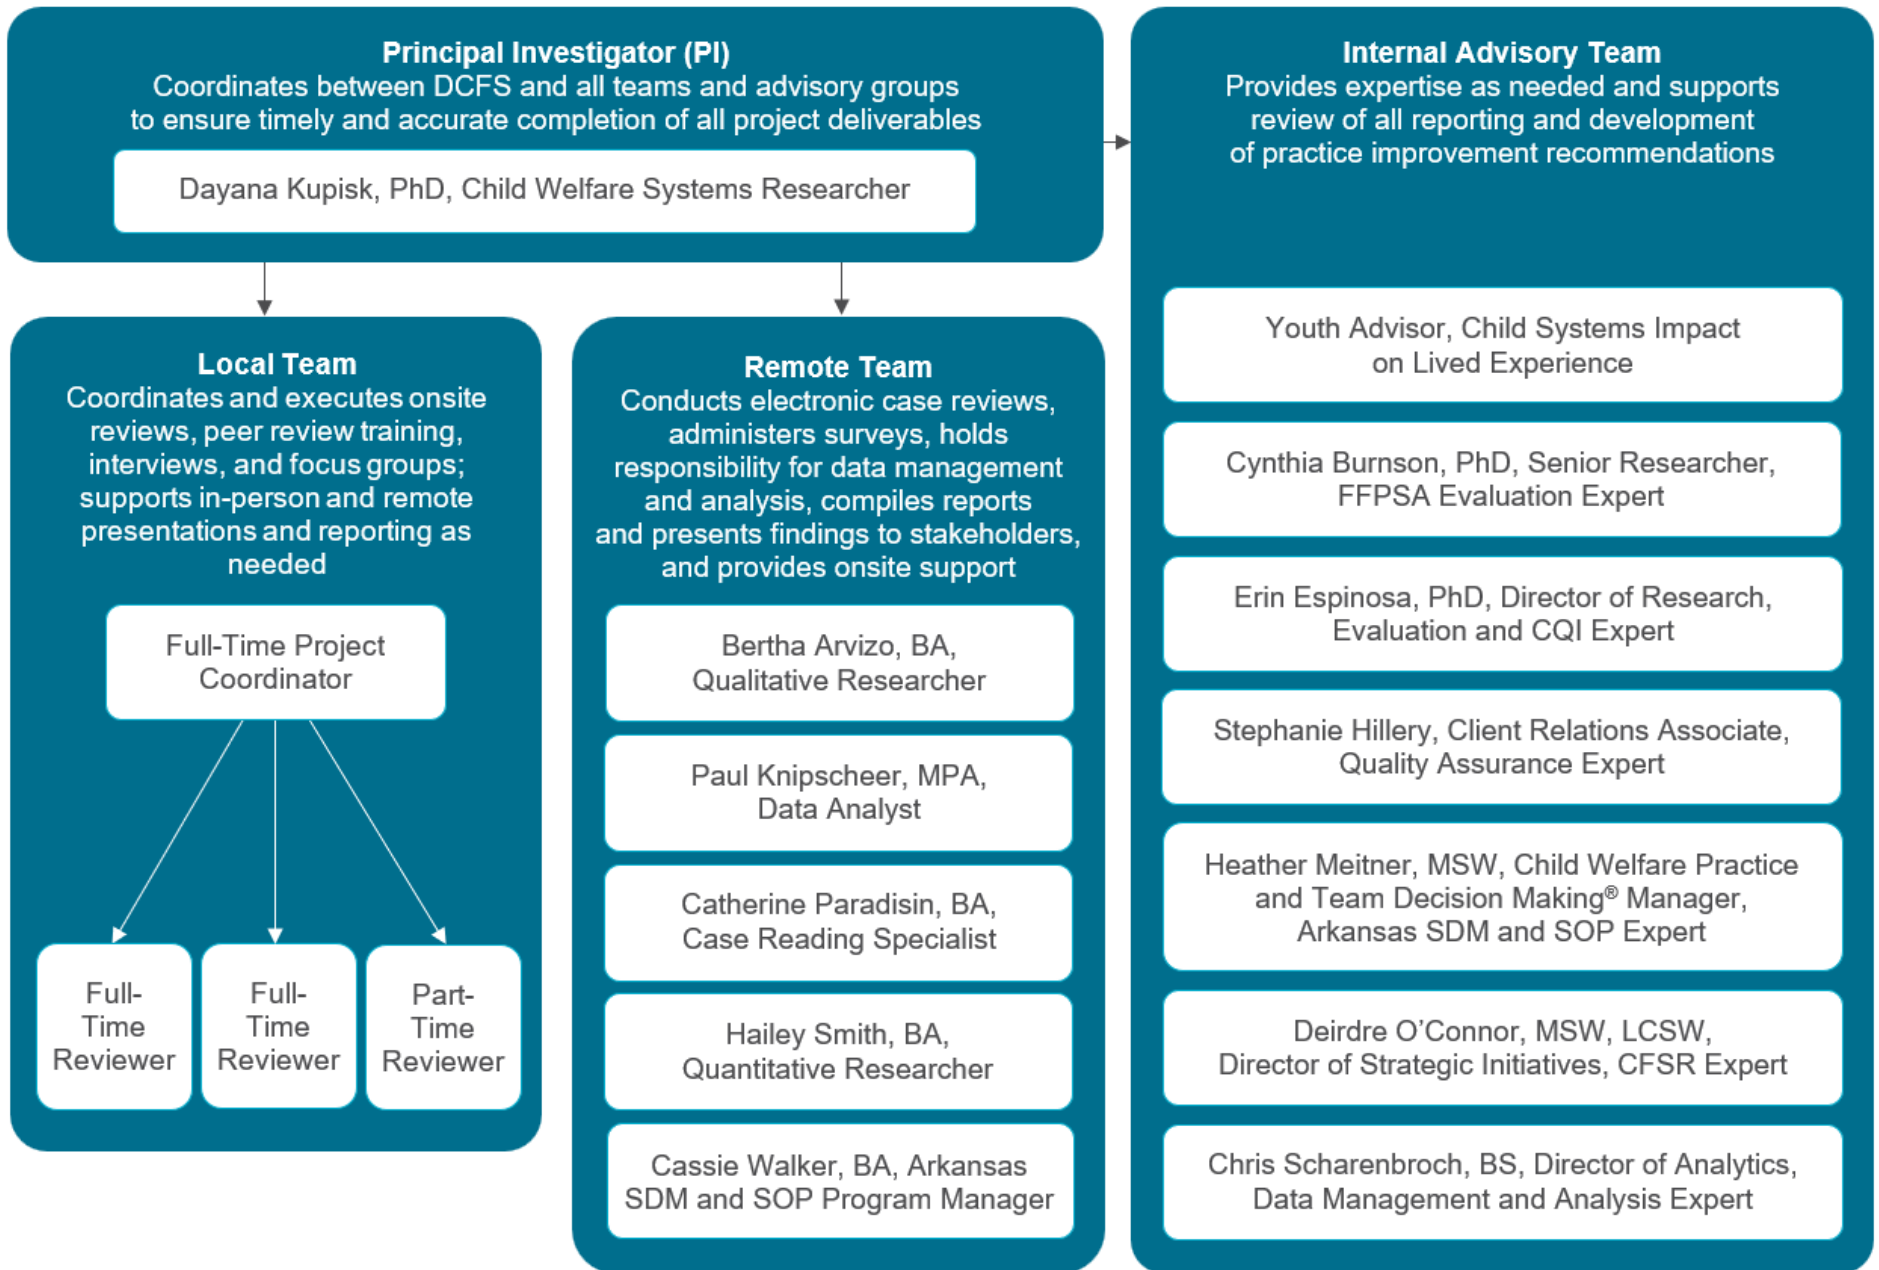 Principal Investigator (PI)
Coordinates between DCFS and all teams and advisory groups
to ensure timely and accurate completion of all project deliverables
Dayana Kupisk, PhD, Child Welfare Systems Researcher
Local Team
Coordinates and executes onsite
reviews, peer review training,
interviews, and focus groups;
supports in-person and remote
presentations and reporting as
needed
Full-Time Project
Coordinator
Full-
Time
Reviewer
Full-
Time
Reviewer
Part-
Time
Reviewer
Remote Team
Conducts electronic case reviews,
administers surveys, holds
responsibility for data management
and analysis, compiles reports
and presents findings to stakeholders,
and provides onsite support
Bertha Arvizo, BA,
Qualitative Researcher
Paul Knipscheer, MPA,
Data Analyst
Catherine Paradisin, BA,
Case Reading Specialist
Hailey Smith, BA,
Quantitative Researcher
Cassie Walker, BA, Arkansas
SDM and SOP Program Manager
Internal Advisory Team
Provides expertise as needed and supports
review of all reporting and development
of practice improvement recommendations
Youth Advisor, Child Systems Impact
on Lived Experience
Cynthia Burnson, PhD, Senior Researcher,
FFPSA Evaluation Expert
Erin Espinosa, PhD, Director of Research,
Evaluation and CQI Expert
Stephanie Hillery, Client Relations Associate,
Quality Assurance Expert
Heather Meitner, MSW, Child Welfare Practice
and Team Decision Making® Manager,
Arkansas SDM and SOP Expert
Deirdre O’Connor, MSW, LCSW,
Director of Strategic Initiatives, CFSR Expert
Chris Scharenbroch, BS, Director of Analytics,
Data Management and Analysis Expert